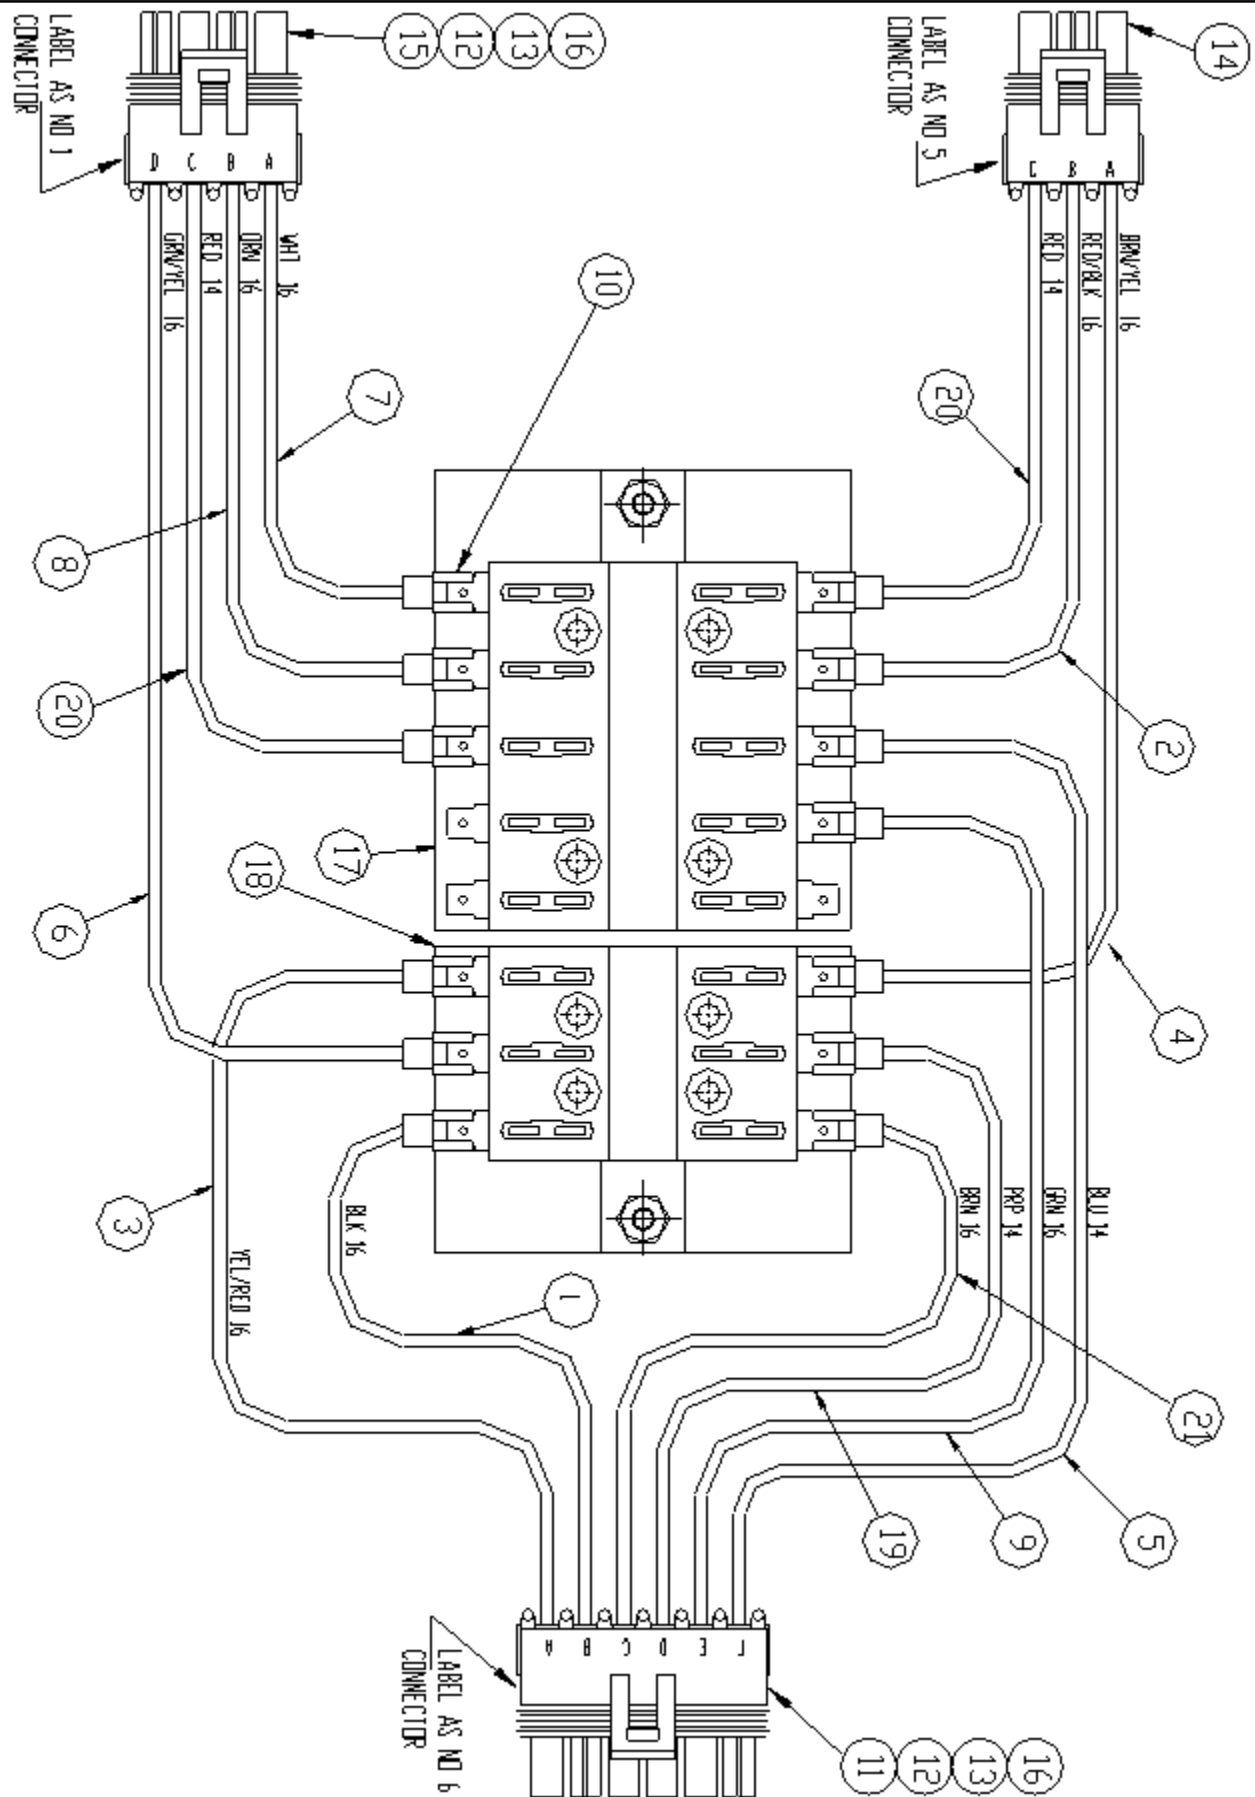 15
12
13
16
14
LABEL AS NO 1
CONNECTOR
LABEL AS NO 5
CONNECTOR
D
C
B
A
C
B
A
GRN/YEL 16
RED 14
ORN 16
WHT 16
RED 14
RED/BLK 16
BRN/YEL 16
10
7
20
8
2
20
17
18
6
4
3
BLK 16
YEL/RED 16
BRN 16
PRP 14
GRN 16
BLU 14
1
21
19
9
5
A
B
C
D
E
LABEL AS NO 6
CONNECTOR
11
12
13
16